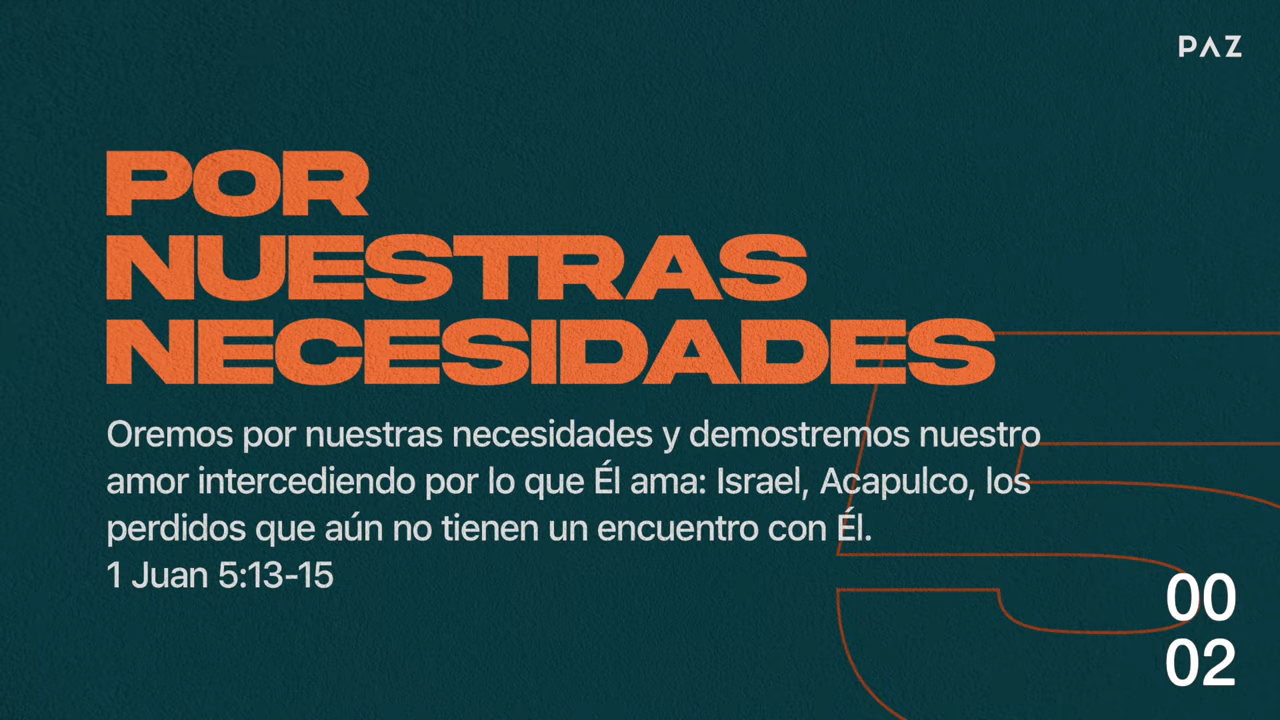 PAZ
POR
NUESTRAS
NECESIDADES
Oremos por nuestras necesidades y demostremos nuestro
amor intercediendo por lo que Él ama: Israel, Acapulco, los
perdidos que aún no tienen un encuentro con Él.
1 Juan 5:13-15
5
00
02